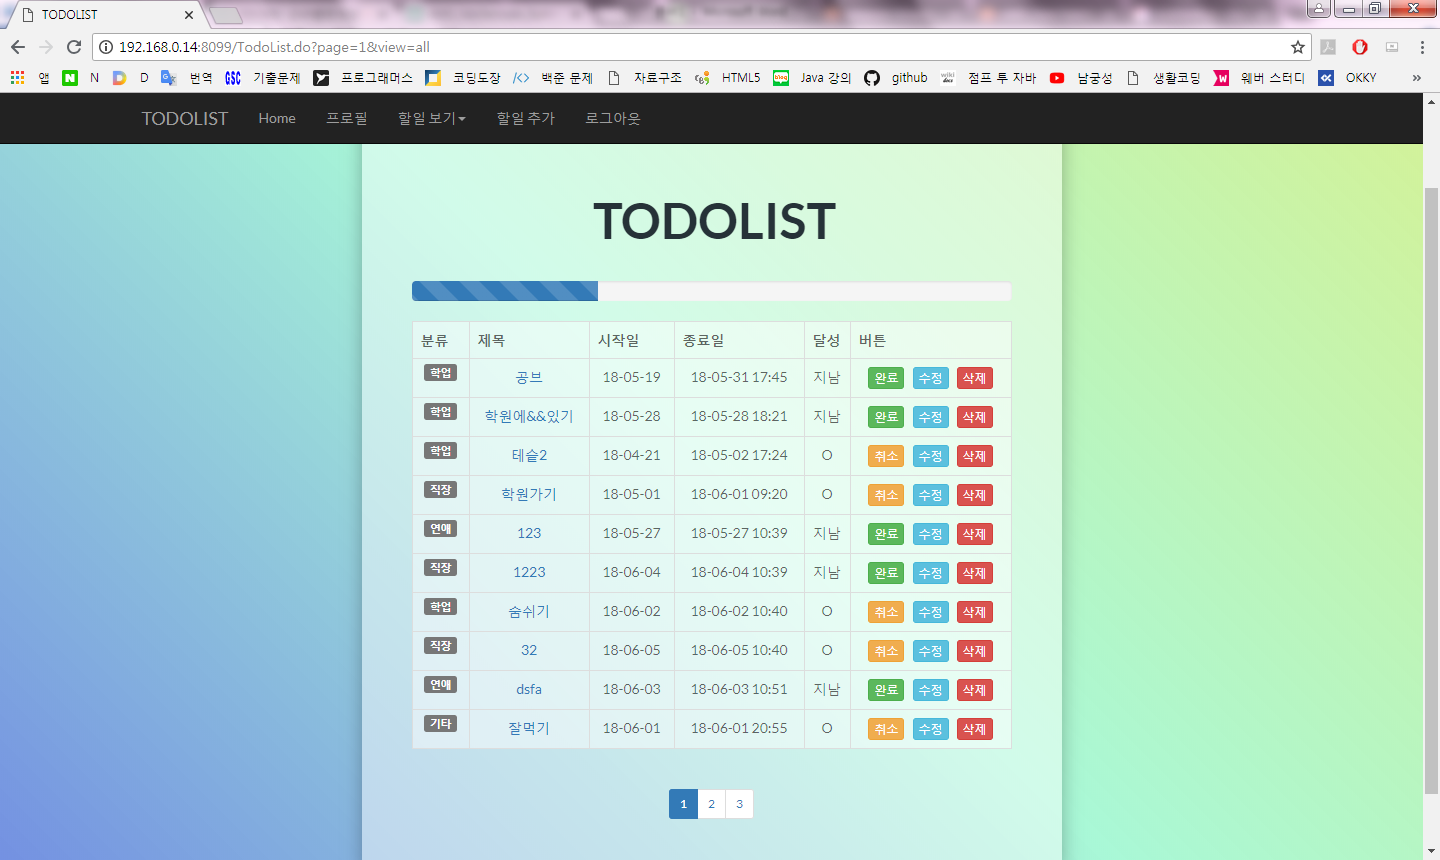 TODOLIST
192.168.0.14:8099/TodoList.do?page=1&view=all
앱 N N D D 번역 GSC 기출문제 프로그래머스 코딩도장 </> 백준 문제 자료구조 HTML5 blog Java 강의 github wiki docs 점프 투 자바 남궁성 생활코딩 W 웨버 스터디 OKKY »
TODOLIST Home 프로필 할일 보기 할일 추가 로그아웃
TODOLIST
분류 제목 시작일 종료일 달성 버튼
학업 공브 18-05-19 18-05-31 17:45 지남 완료 수정 삭제
학업 학원에&&있기 18-05-28 18-05-28 18:21 지남 완료 수정 삭제
학업 테슬2 18-04-21 18-05-02 17:24 O 취소 수정 삭제
직장 학원가기 18-05-01 18-06-01 09:20 O 취소 수정 삭제
연애 123 18-05-27 18-05-27 10:39 지남 완료 수정 삭제
직장 1223 18-06-04 18-06-04 10:39 지남 완료 수정 삭제
학업 숨쉬기 18-06-02 18-06-02 10:40 O 취소 수정 삭제
직장 32 18-06-05 18-06-05 10:40 O 취소 수정 삭제
연애 dsfa 18-06-03 18-06-03 10:51 지남 완료 수정 삭제
기타 잘먹기 18-06-01 18-06-01 20:55 O 취소 수정 삭제
1 2 3